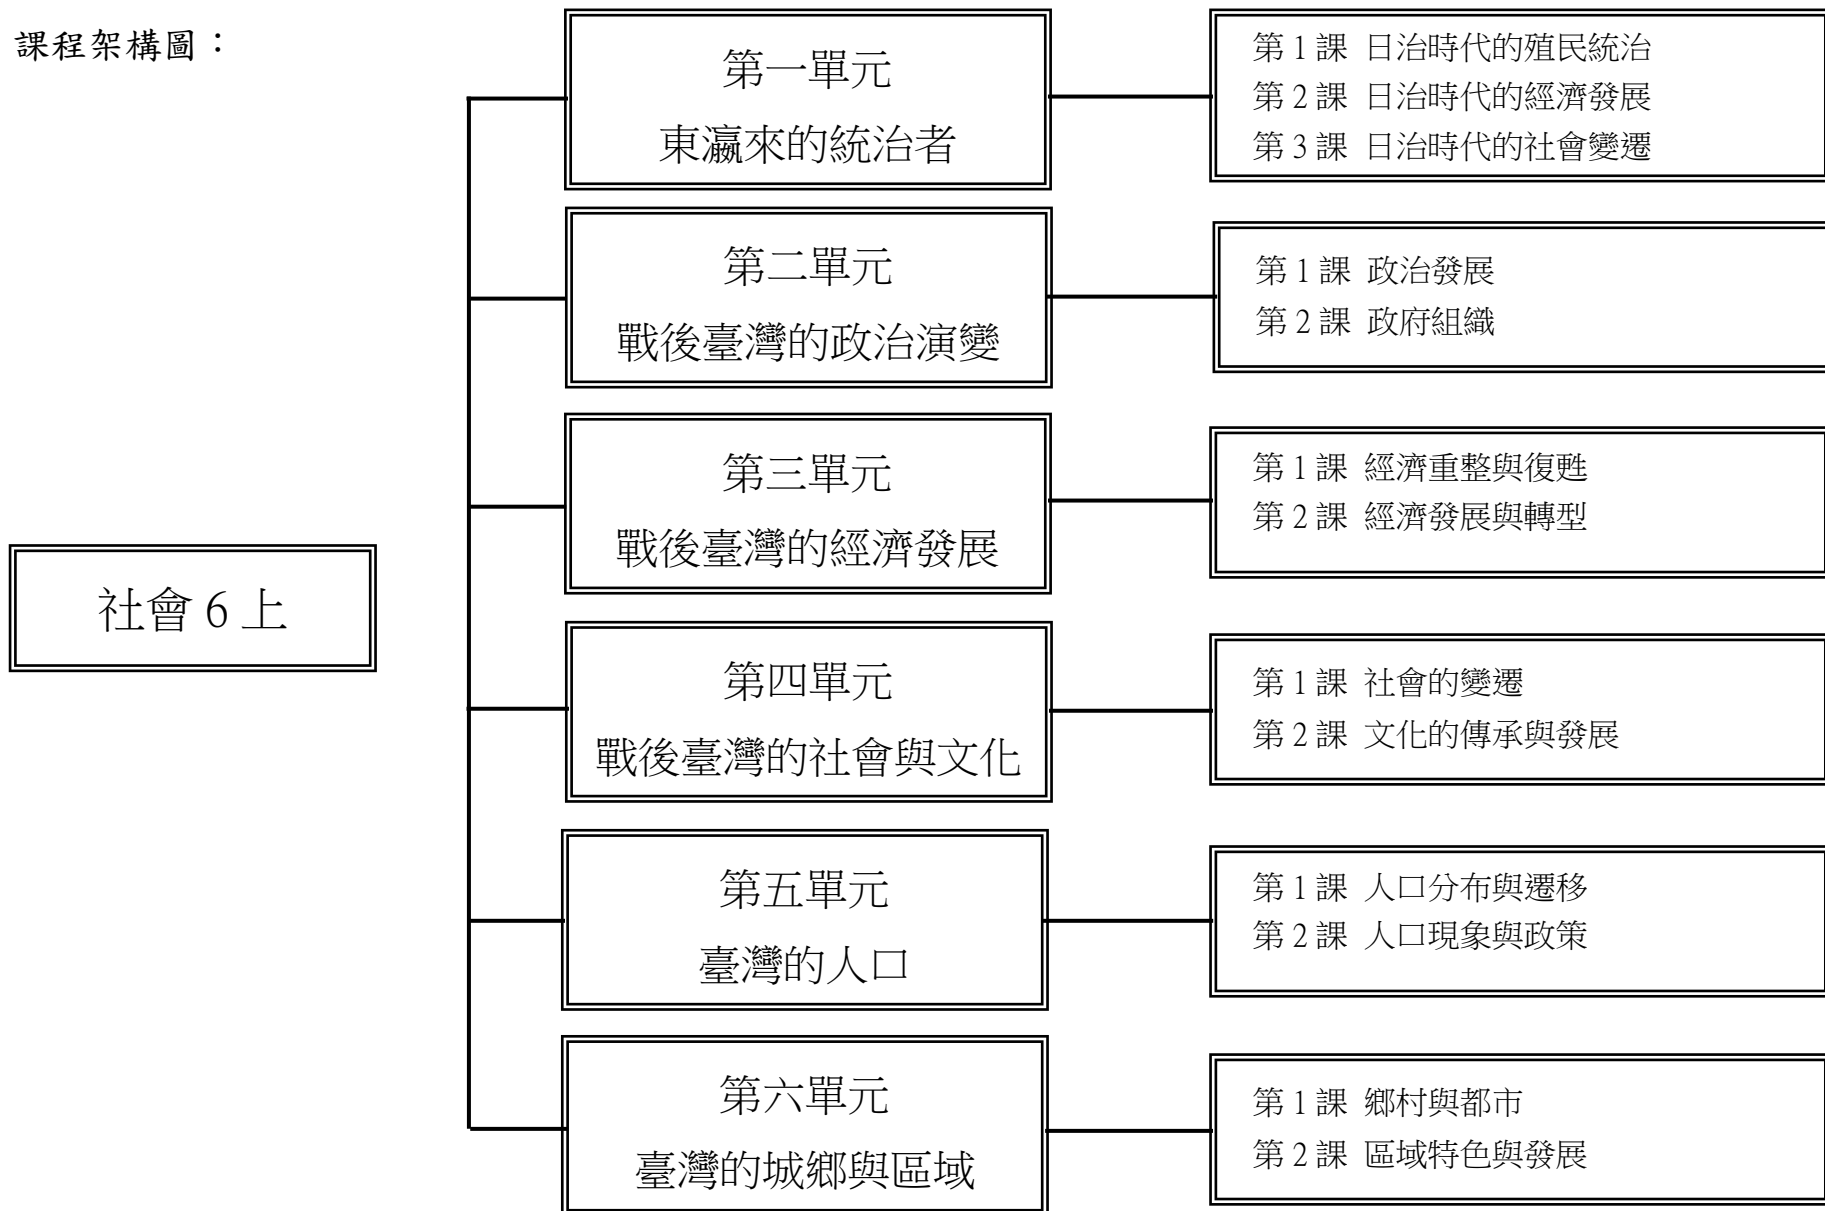 課程架構圖：
社會 6 上
第一單元
東瀛來的統治者
第 1 課 日治時代的殖民統治
第 2 課 日治時代的經濟發展
第 3 課 日治時代的社會變遷
第二單元
戰後臺灣的政治演變
第 1 課 政治發展
第 2 課 政府組織
第三單元
戰後臺灣的經濟發展
第 1 課 經濟重整與復甦
第 2 課 經濟發展與轉型
第四單元
戰後臺灣的社會與文化
第 1 課 社會的變遷
第 2 課 文化的傳承與發展
第五單元
臺灣的人口
第 1 課 人口分布與遷移
第 2 課 人口現象與政策
第六單元
臺灣的城鄉與區域
第 1 課 鄉村與都市
第 2 課 區域特色與發展